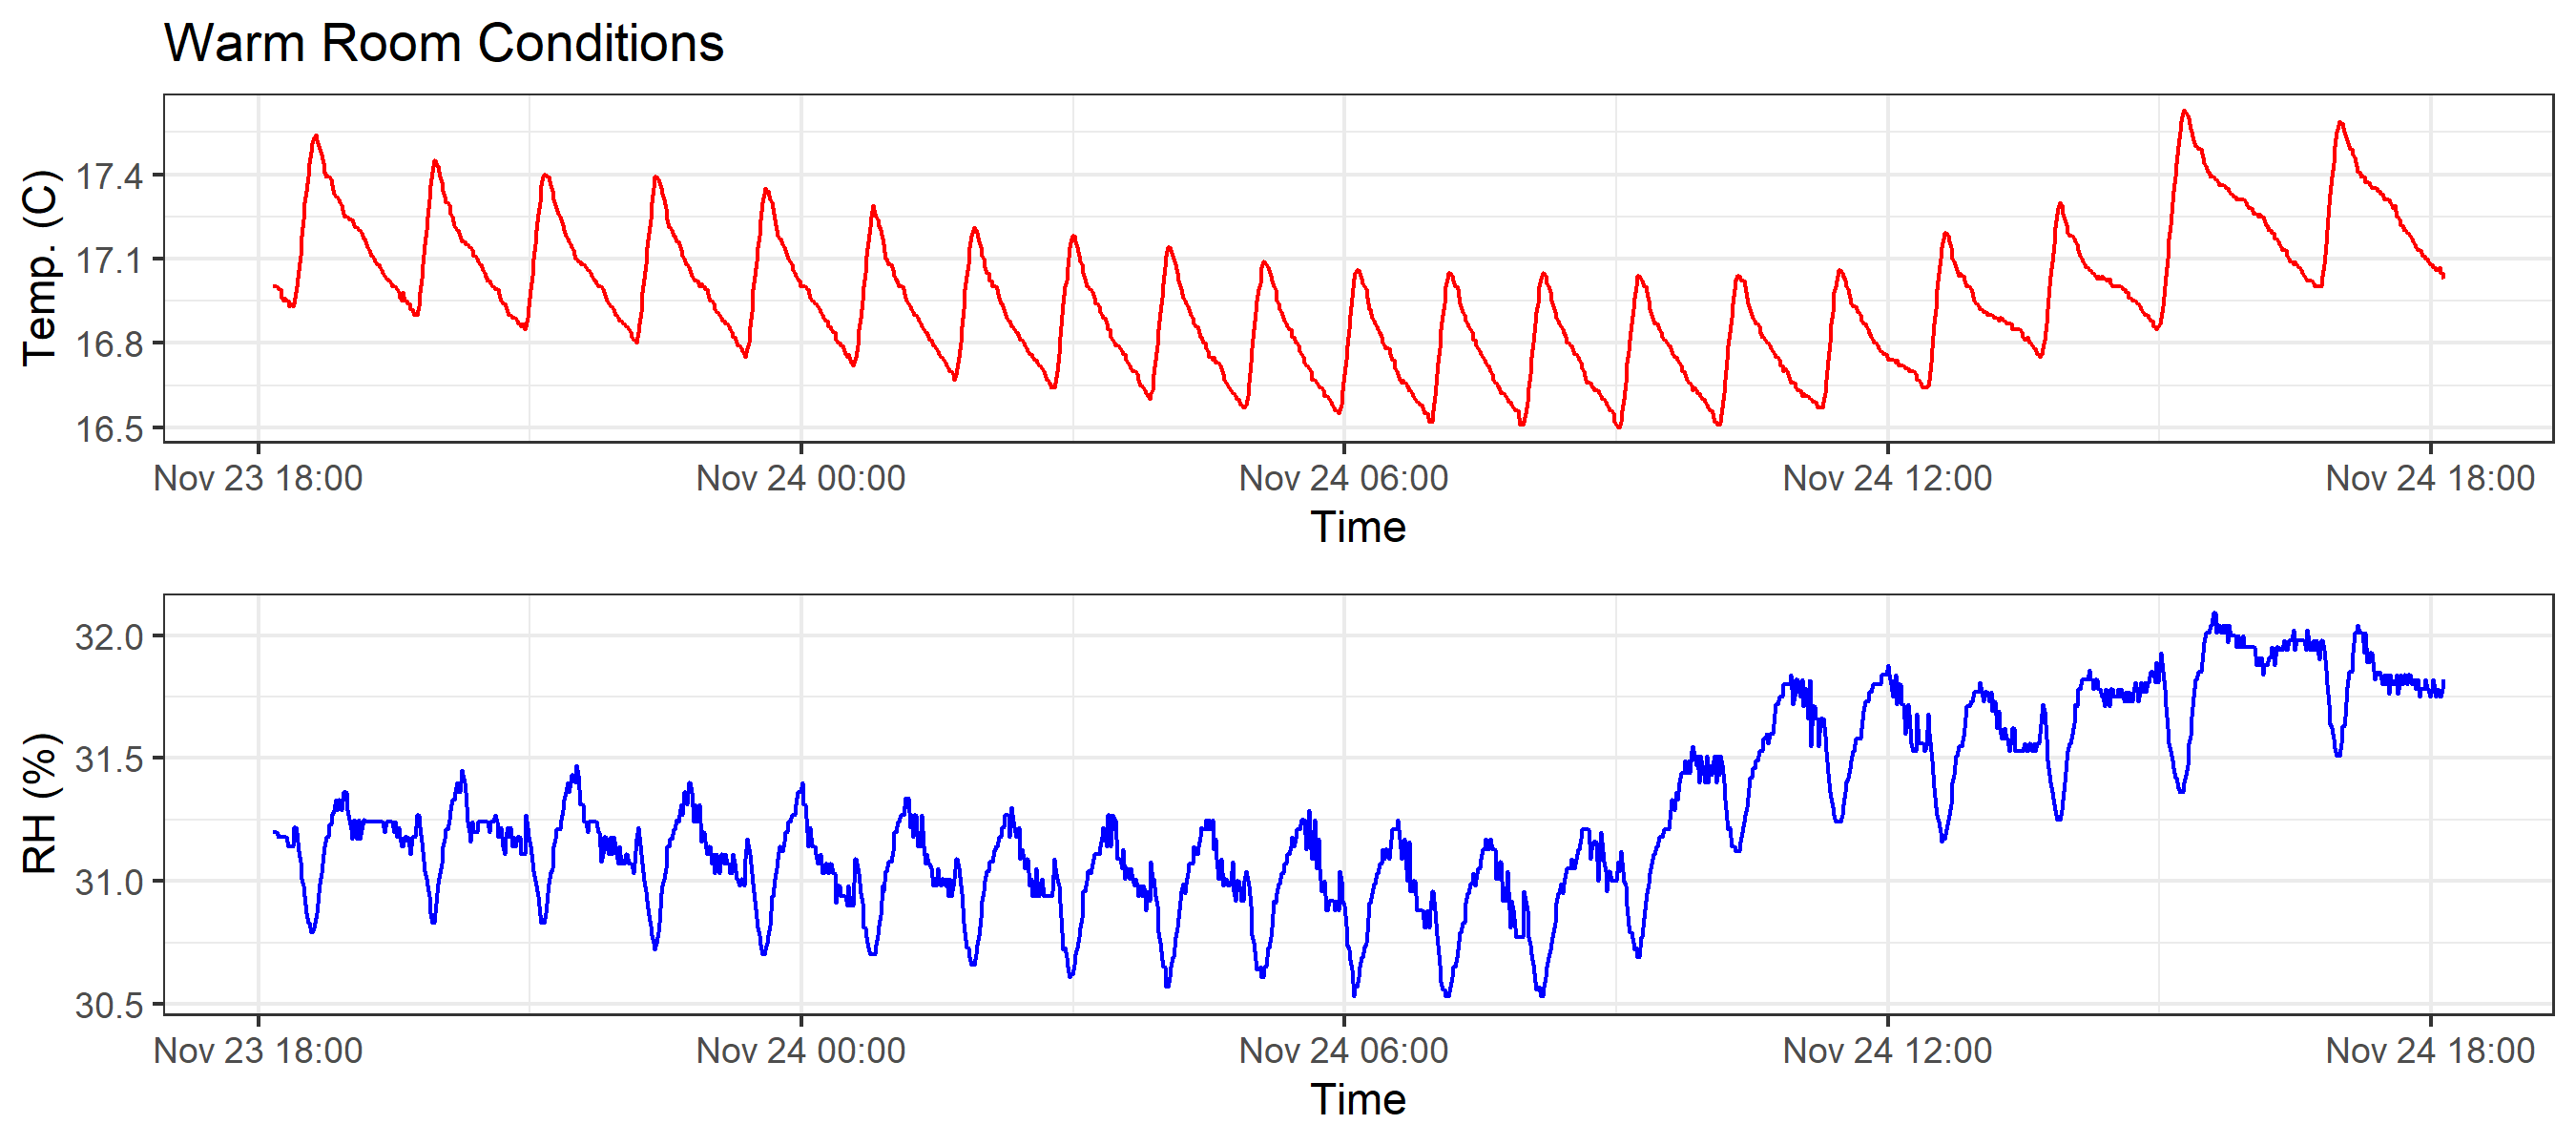 Warm Room Conditions
Temp. (C)
17.4
17.1
16.8
16.5
Nov 23 18:00 Nov 24 00:00 Nov 24 06:00 Nov 24 12:00 Nov 24 18:00
Time
RH (%)
32.0
31.5
31.0
30.5
Nov 23 18:00 Nov 24 00:00 Nov 24 06:00 Nov 24 12:00 Nov 24 18:00
Time